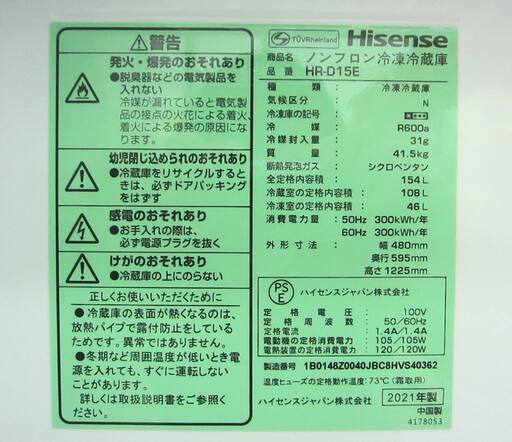 警告
発火・爆発のおそれあり
●脱臭器などの電気製品を
入れない
冷媒が漏れていると電気製
品の接点の火花による着火、
着火による爆発の原因にな
ります。
幼児閉じ込められのおそれあり
●冷蔵庫をリサイクルすると
きは、必ずドアパッキング
をはずす
感電のおそれあり
●お手入れの際は、
必ず電源プラグを抜く
けがのおそれあり
●冷蔵庫の上にのらない
正しくお使いいただくために
●冷蔵庫の表面が熱くなるのは、
放熱パイプで露付防止をしている
ためです。異常ではありません。
●冬期など周囲温度が低いときに
電源を入れても、すぐに運転しない
ことがあります。
詳しくは取扱説明書をご参照く
ださい。
TÜVRheinland
Hisense
商品名 ノンフロン冷凍冷蔵庫
品番 HR-D15E
種類 : 冷凍冷蔵庫
気候区分 : N
冷凍庫の記号 :
冷媒 : R600a
冷媒封入量 : 31g
質量 : 41.5kg
断熱発泡ガス : シクロペンタン
全定格内容積 : 154L
冷蔵室の定格内容積 : 108L
冷凍室の定格内容積 : 46L
消費電力量 : 50Hz 300kWh/年
60Hz 300kWh/年
外形寸法 : 幅 480mm
奥行 595mm
高さ 1225mm
PS
E
ハイセンスジャパン株式会社
定格電圧 : 100V
定格周波数 : 50/60Hz
定格電流 : 1.4A/1.4A
電動機の定格消費電力 : 105/105W
電熱装置の定格消費電力 : 120/120W
製造番号 1B0148Z0040JBC8HVS40362
温度ヒューズの定格動作温度:73℃(霜取用)
ハイセンスジャパン株式会社
2021年製
中国製
4178053